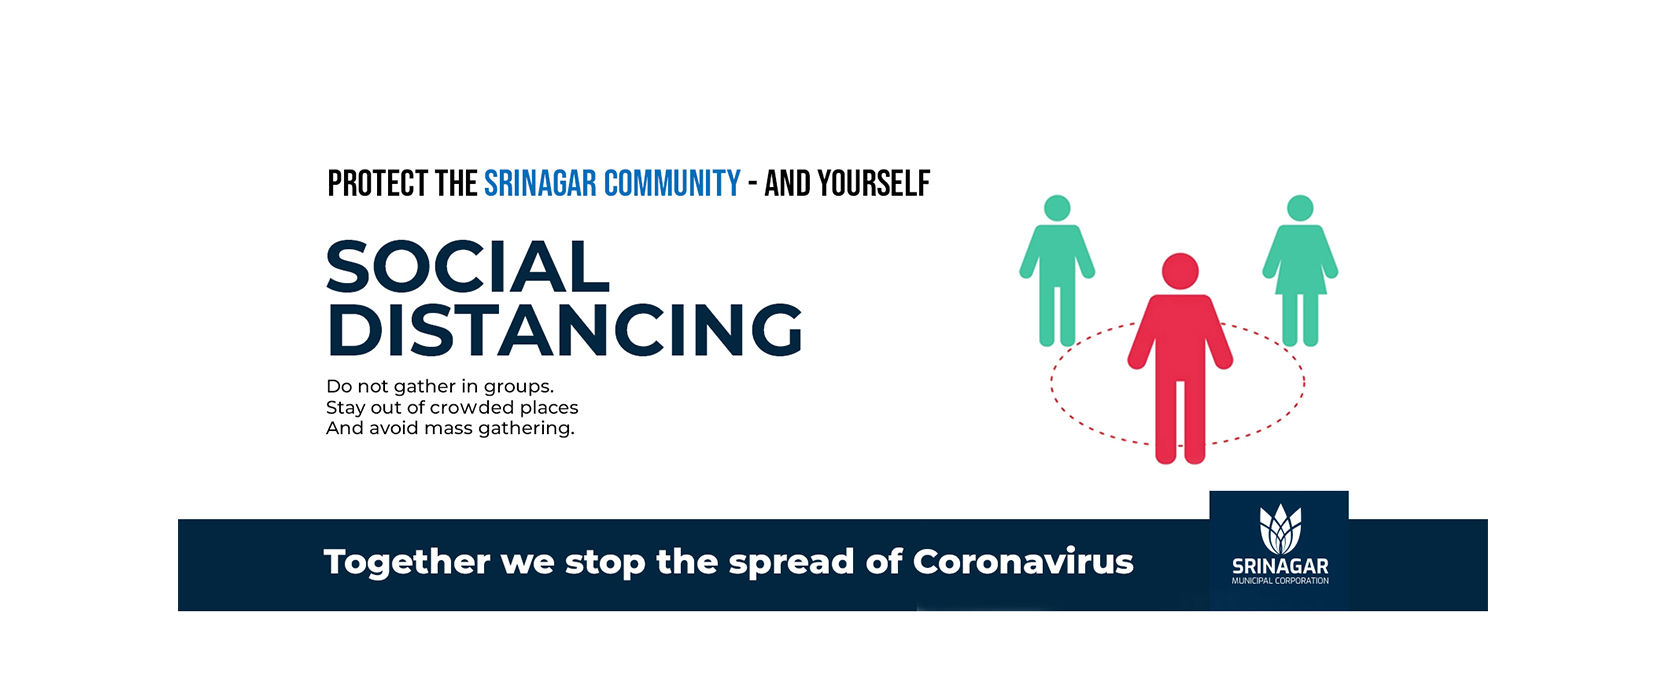 PROTECT THE SRINAGAR COMMUNITY - AND YOURSELF
SOCIAL
DISTANCING
Do not gather in groups.
Stay out of crowded places
And avoid mass gathering.
Together we stop the spread of Coronavirus
SRINAGAR
MUNICIPAL CORPORATION